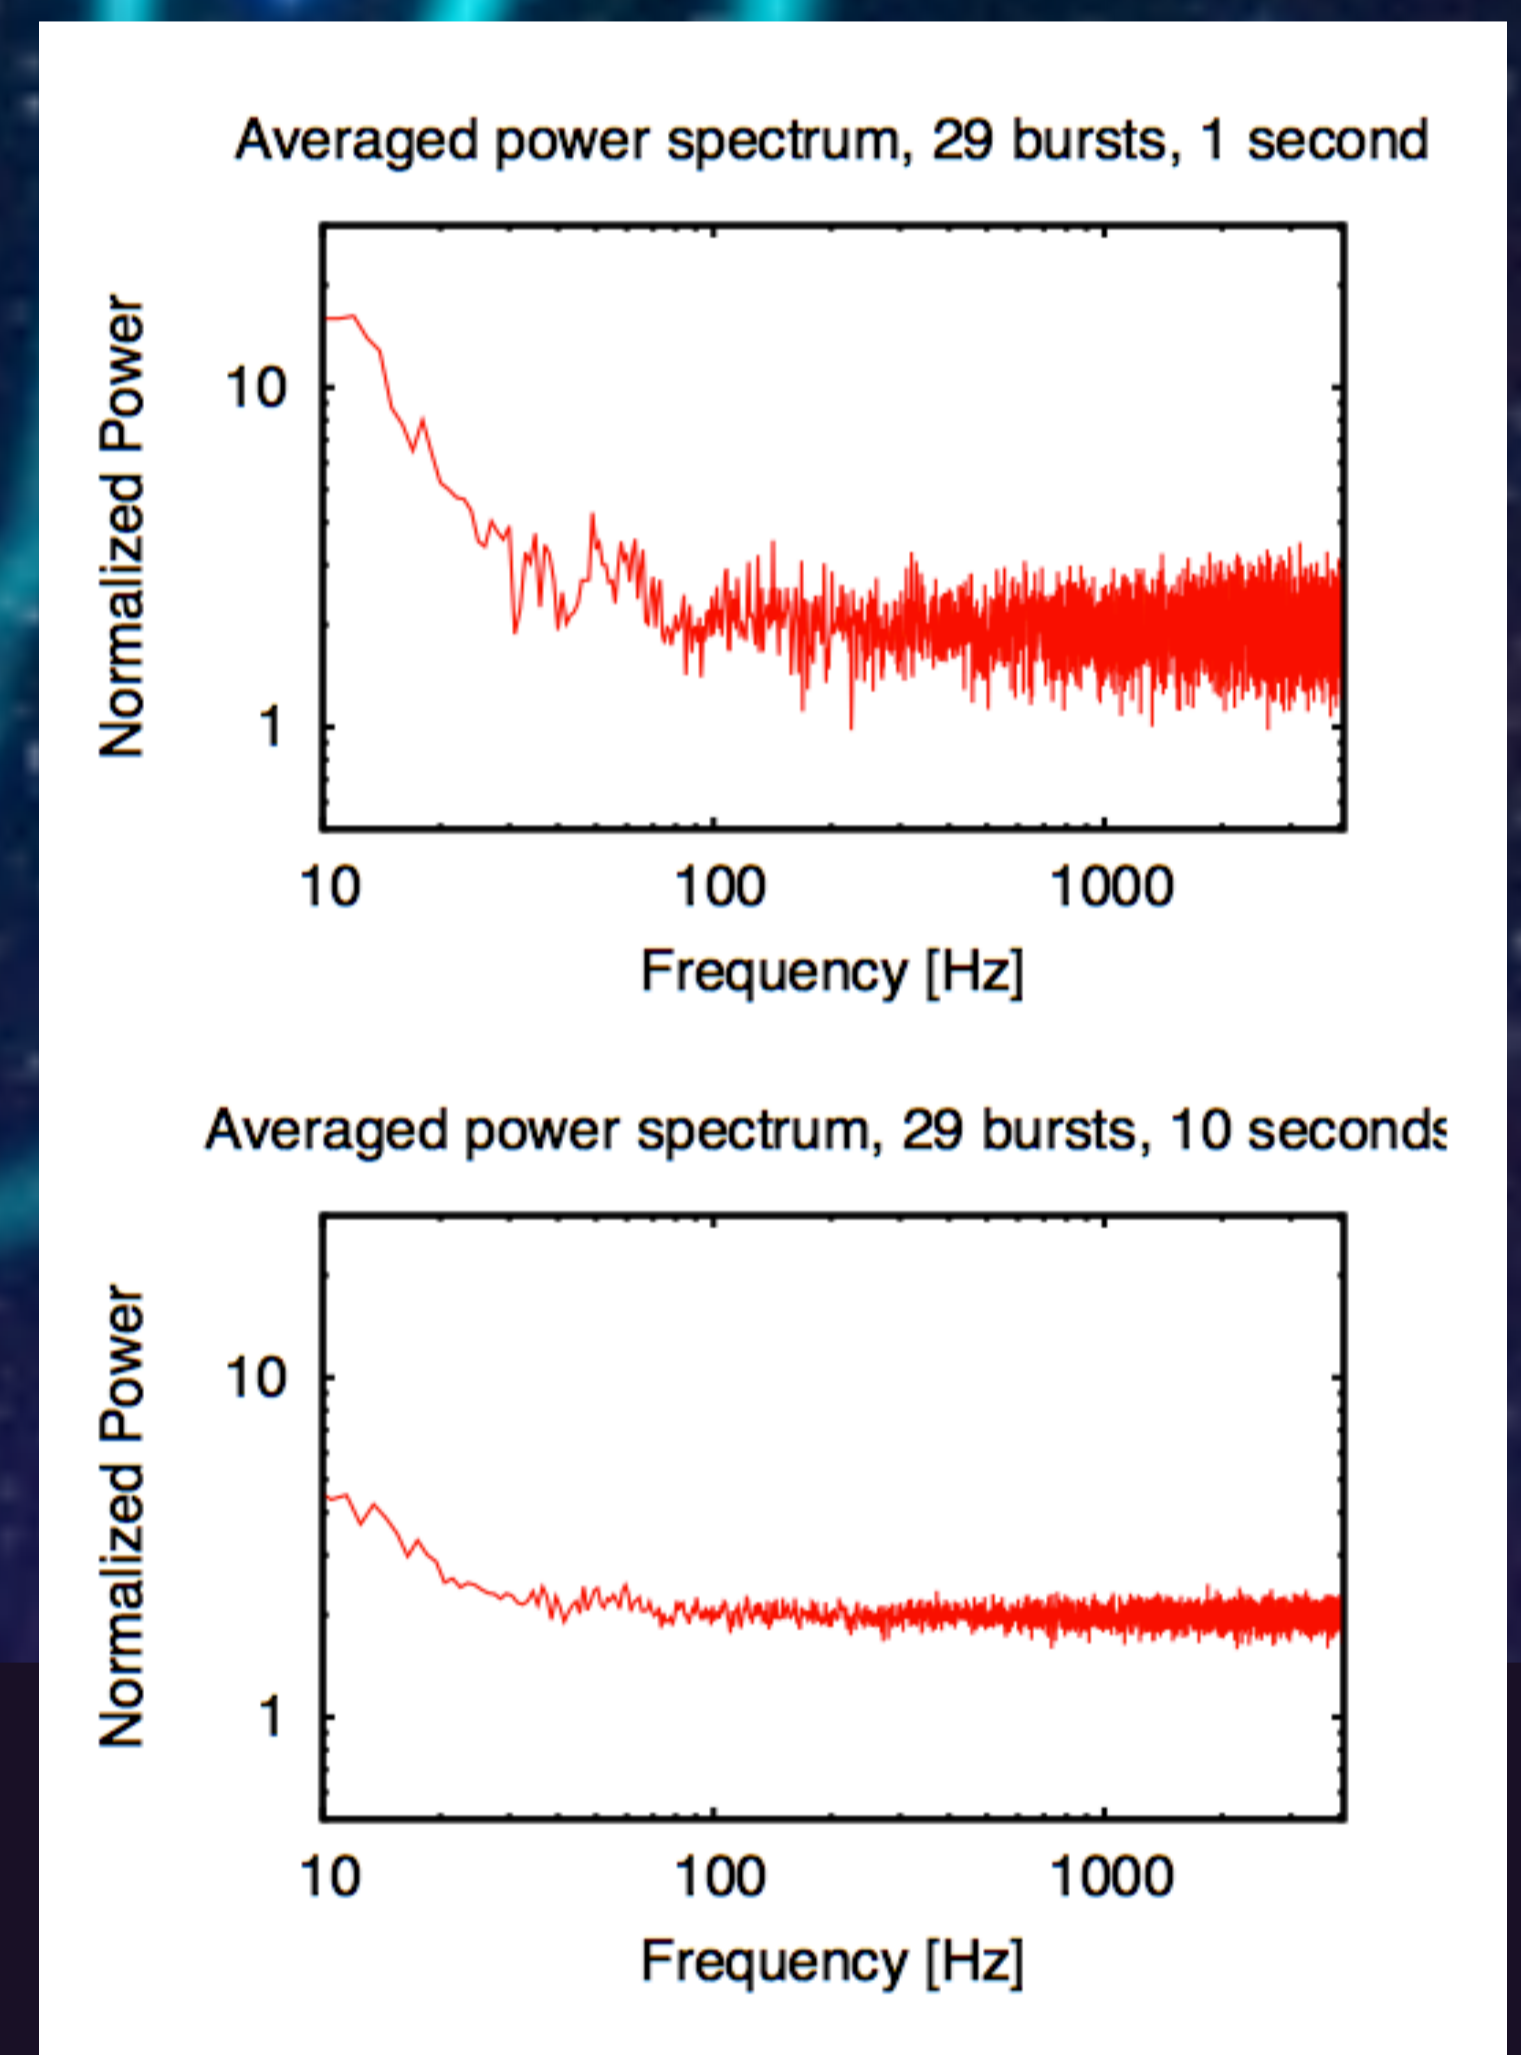 Averaged power spectrum, 29 bursts, 1 second
Normalized Power
10
1
10 100 1000
Frequency [Hz]
Averaged power spectrum, 29 bursts, 10 seconds
Normalized Power
10
1
10 100 1000
Frequency [Hz]